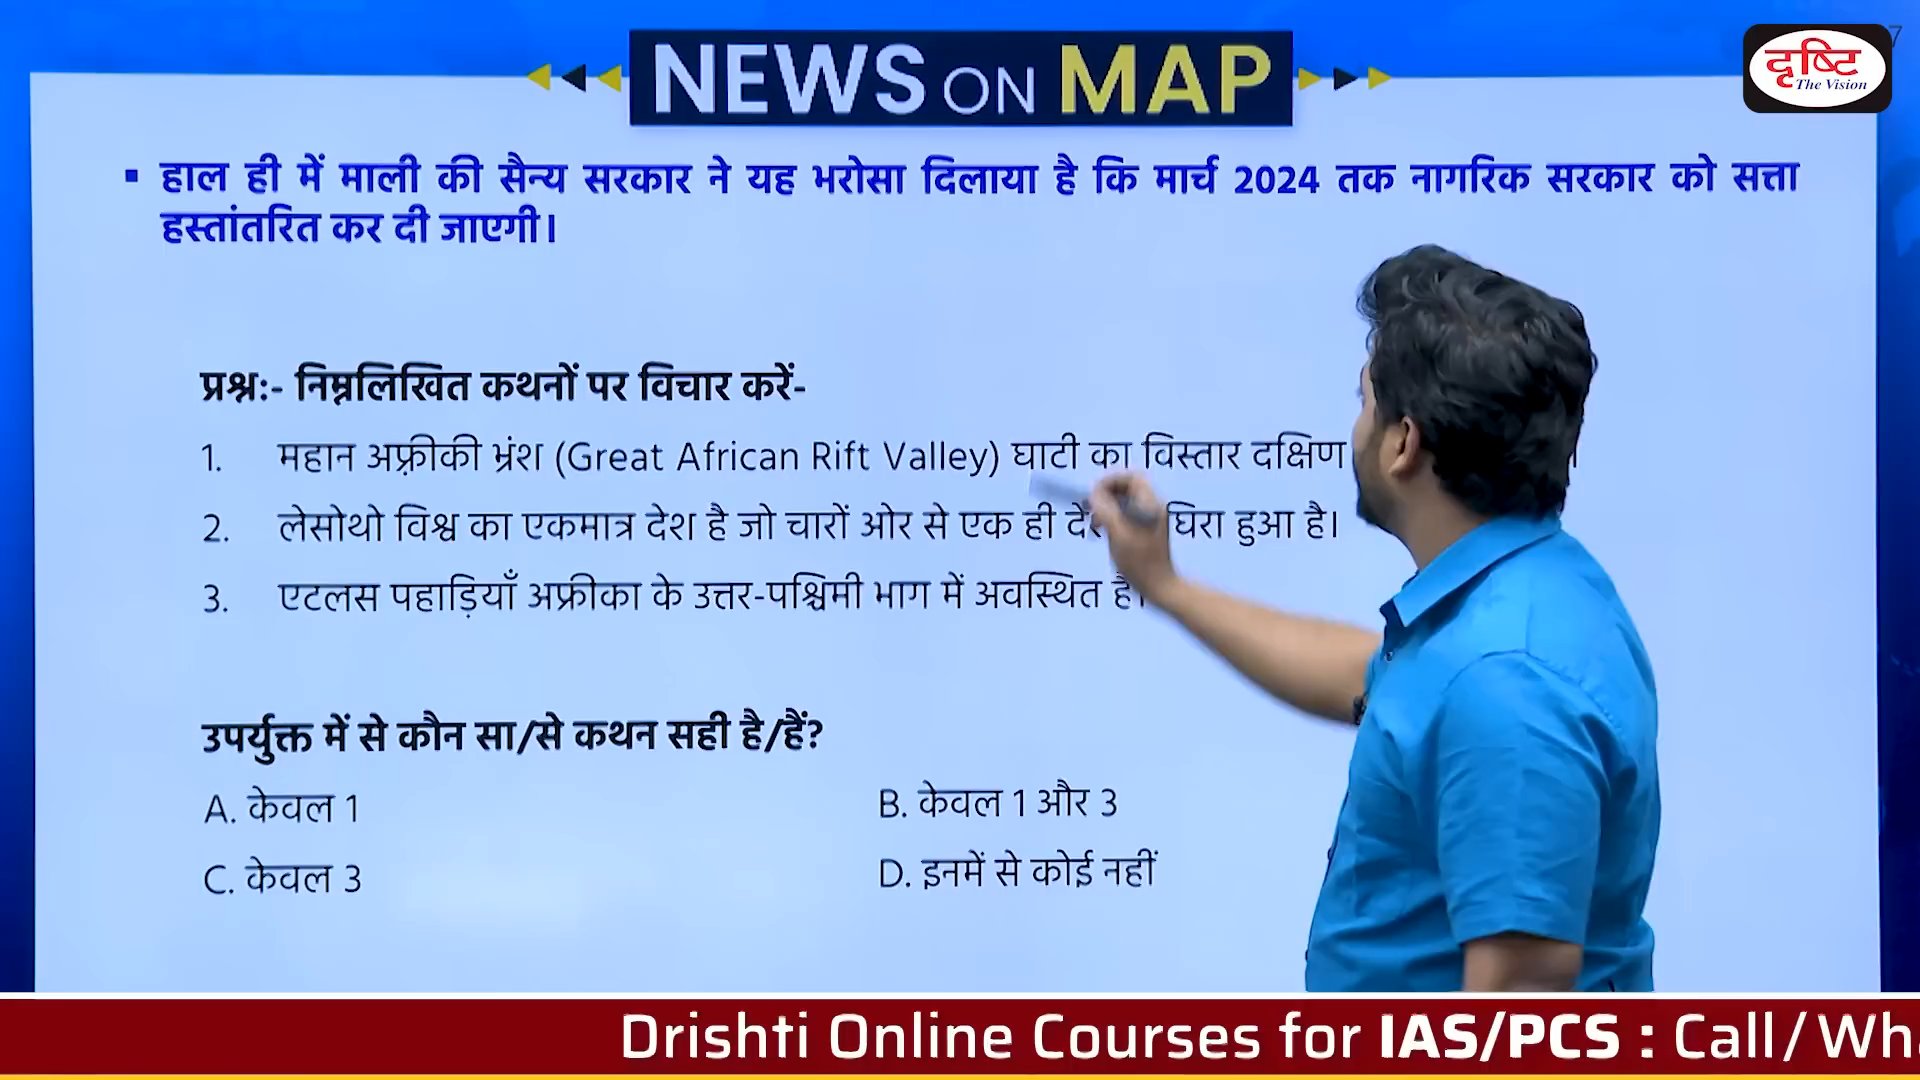 NEWS ON MAP
दृष्टि
The Vision
7
▪ हाल ही में माली की सैन्य सरकार ने यह भरोसा दिलाया है कि मार्च 2024 तक नागरिक सरकार को सत्ता
हस्तांतरित कर दी जाएगी।
प्रश्नः- निम्नलिखित कथनों पर विचार करें-
1. महान अफ़्रीकी भ्रंश (Great African Rift Valley) घाटी का विस्तार दक्षिण
2. लेसोथो विश्व का एकमात्र देश है जो चारों ओर से एक ही घिरा हुआ है।
3. एटलस पहाड़ियाँ अफ्रीका के उत्तर-पश्चिमी भाग में अवस्थित है।
उपर्युक्त में से कौन सा/से कथन सही है/हैं?
A. केवल 1
B. केवल 1 और 3
C. केवल 3
D. इनमें से कोई नहीं
Drishti Online Courses for IAS/PCS : Call/Wh